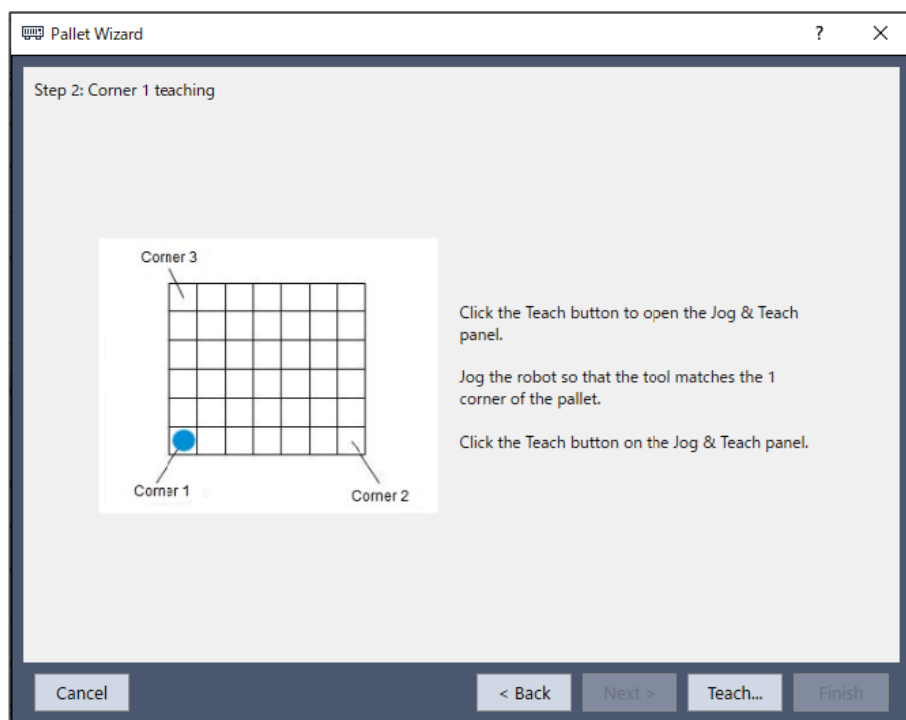 Pallet Wizard
?
Step 2: Corner 1 teaching
Corner 3
Corner 1
Corner 2
Click the Teach button to open the Jog & Teach
panel.
Jog the robot so that the tool matches the 1
corner of the pallet.
Click the Teach button on the Jog & Teach panel.
Cancel
< Back
Next >
Teach...
Finish